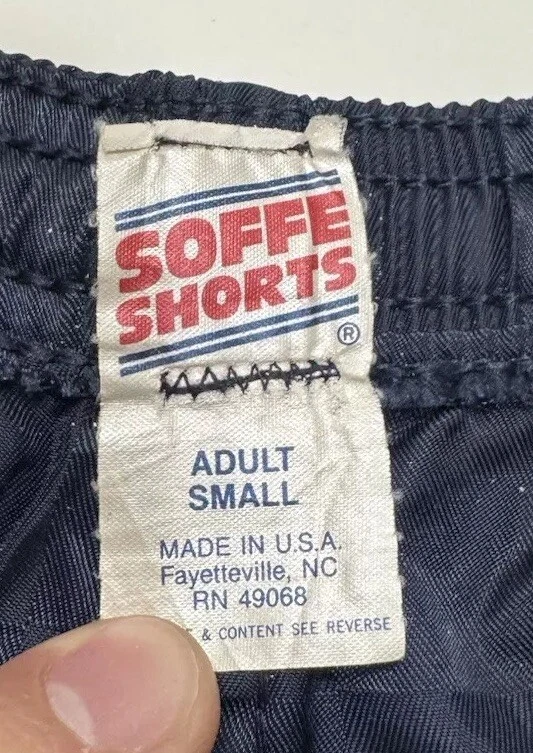 SOFFE
SHORTS
®
ADULT
SMALL
MADE IN U.S.A.
Fayetteville, NC
RN 49068
& CONTENT SEE REVERSE